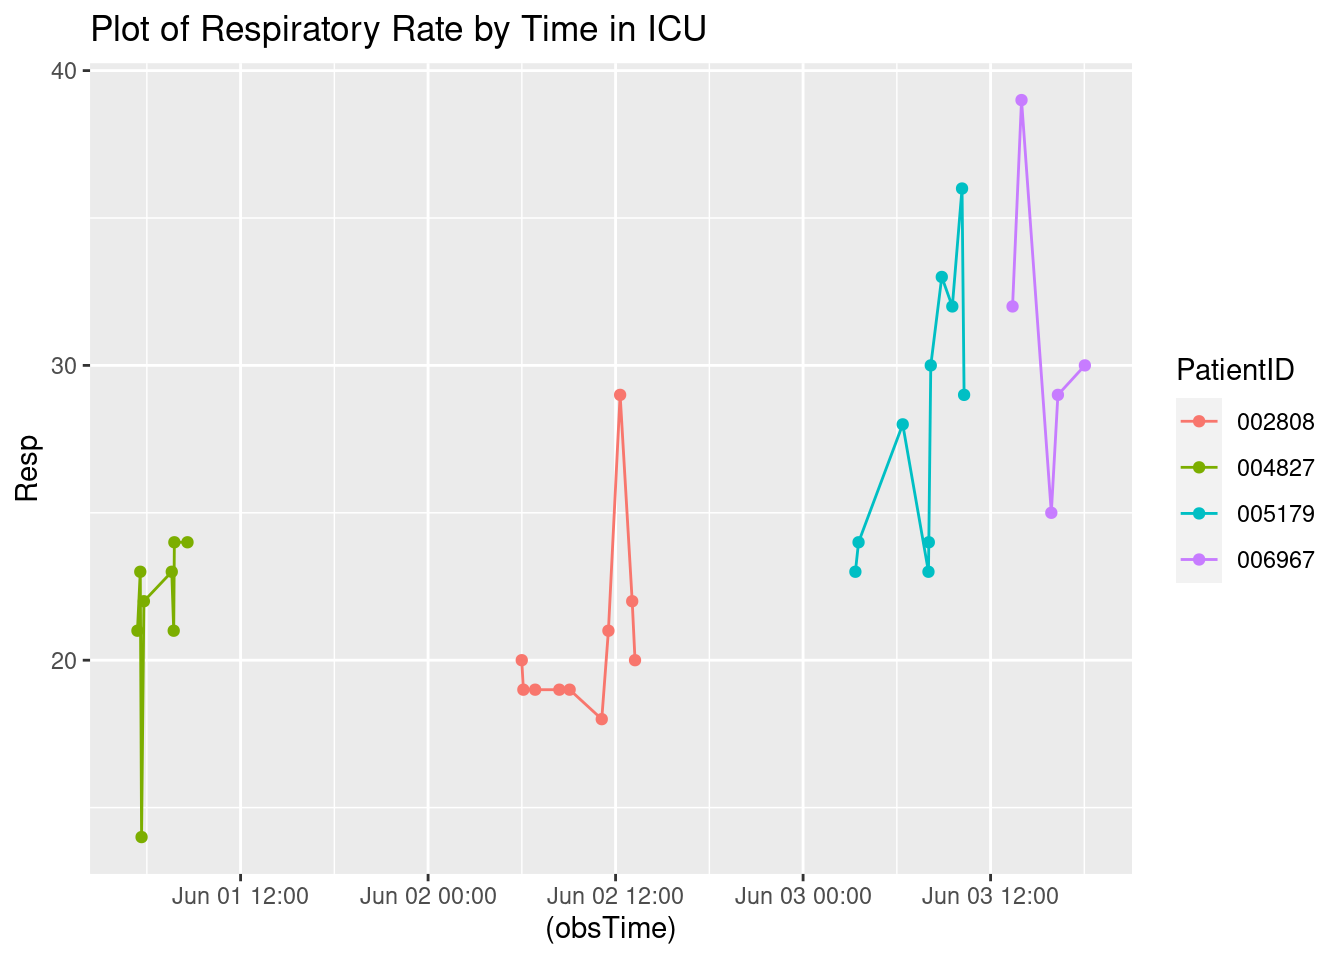 Plot of Respiratory Rate by Time in ICU
40
30
20
Resp
Jun 01 12:00
Jun 02 00:00
Jun 02 12:00
Jun 03 00:00
Jun 03 12:00
(obsTime)
PatientID
002808
004827
005179
006967